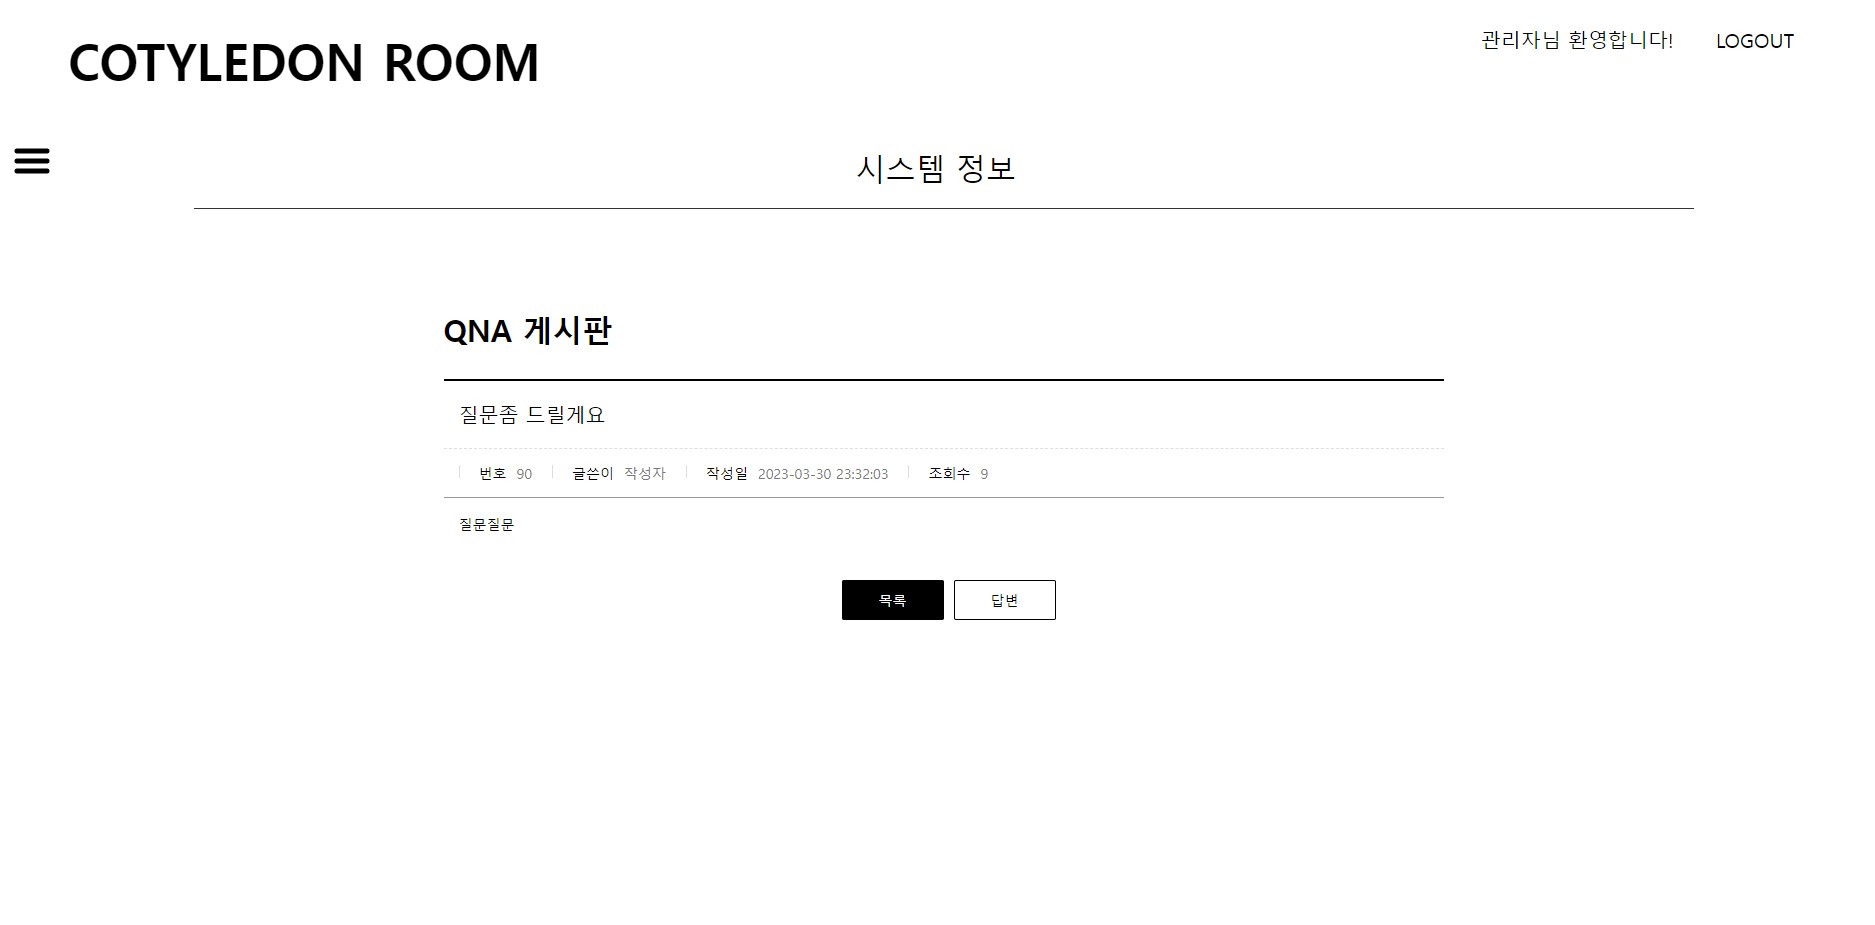 COTYLEDON ROOM
관리자님 환영합니다! LOGOUT
시스템 정보
QNA 게시판
질문좀 드릴게요
번호 90 글쓴이 작성자 작성일 2023-03-30 23:32:03 조회수 9
질문질문
목록 답변